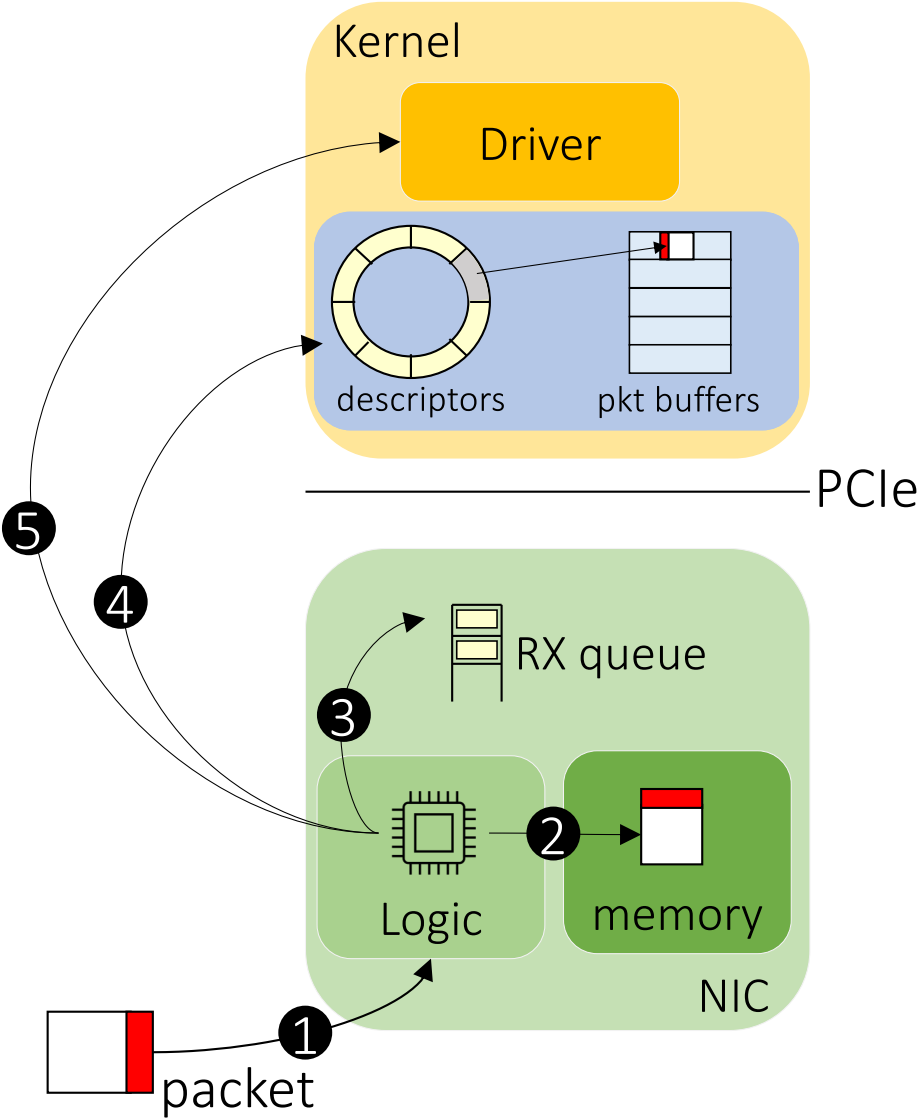 Kernel
Driver
descriptors
pkt buffers
PCIe
5
4
RX queue
3
2
Logic
memory
NIC
1
packet